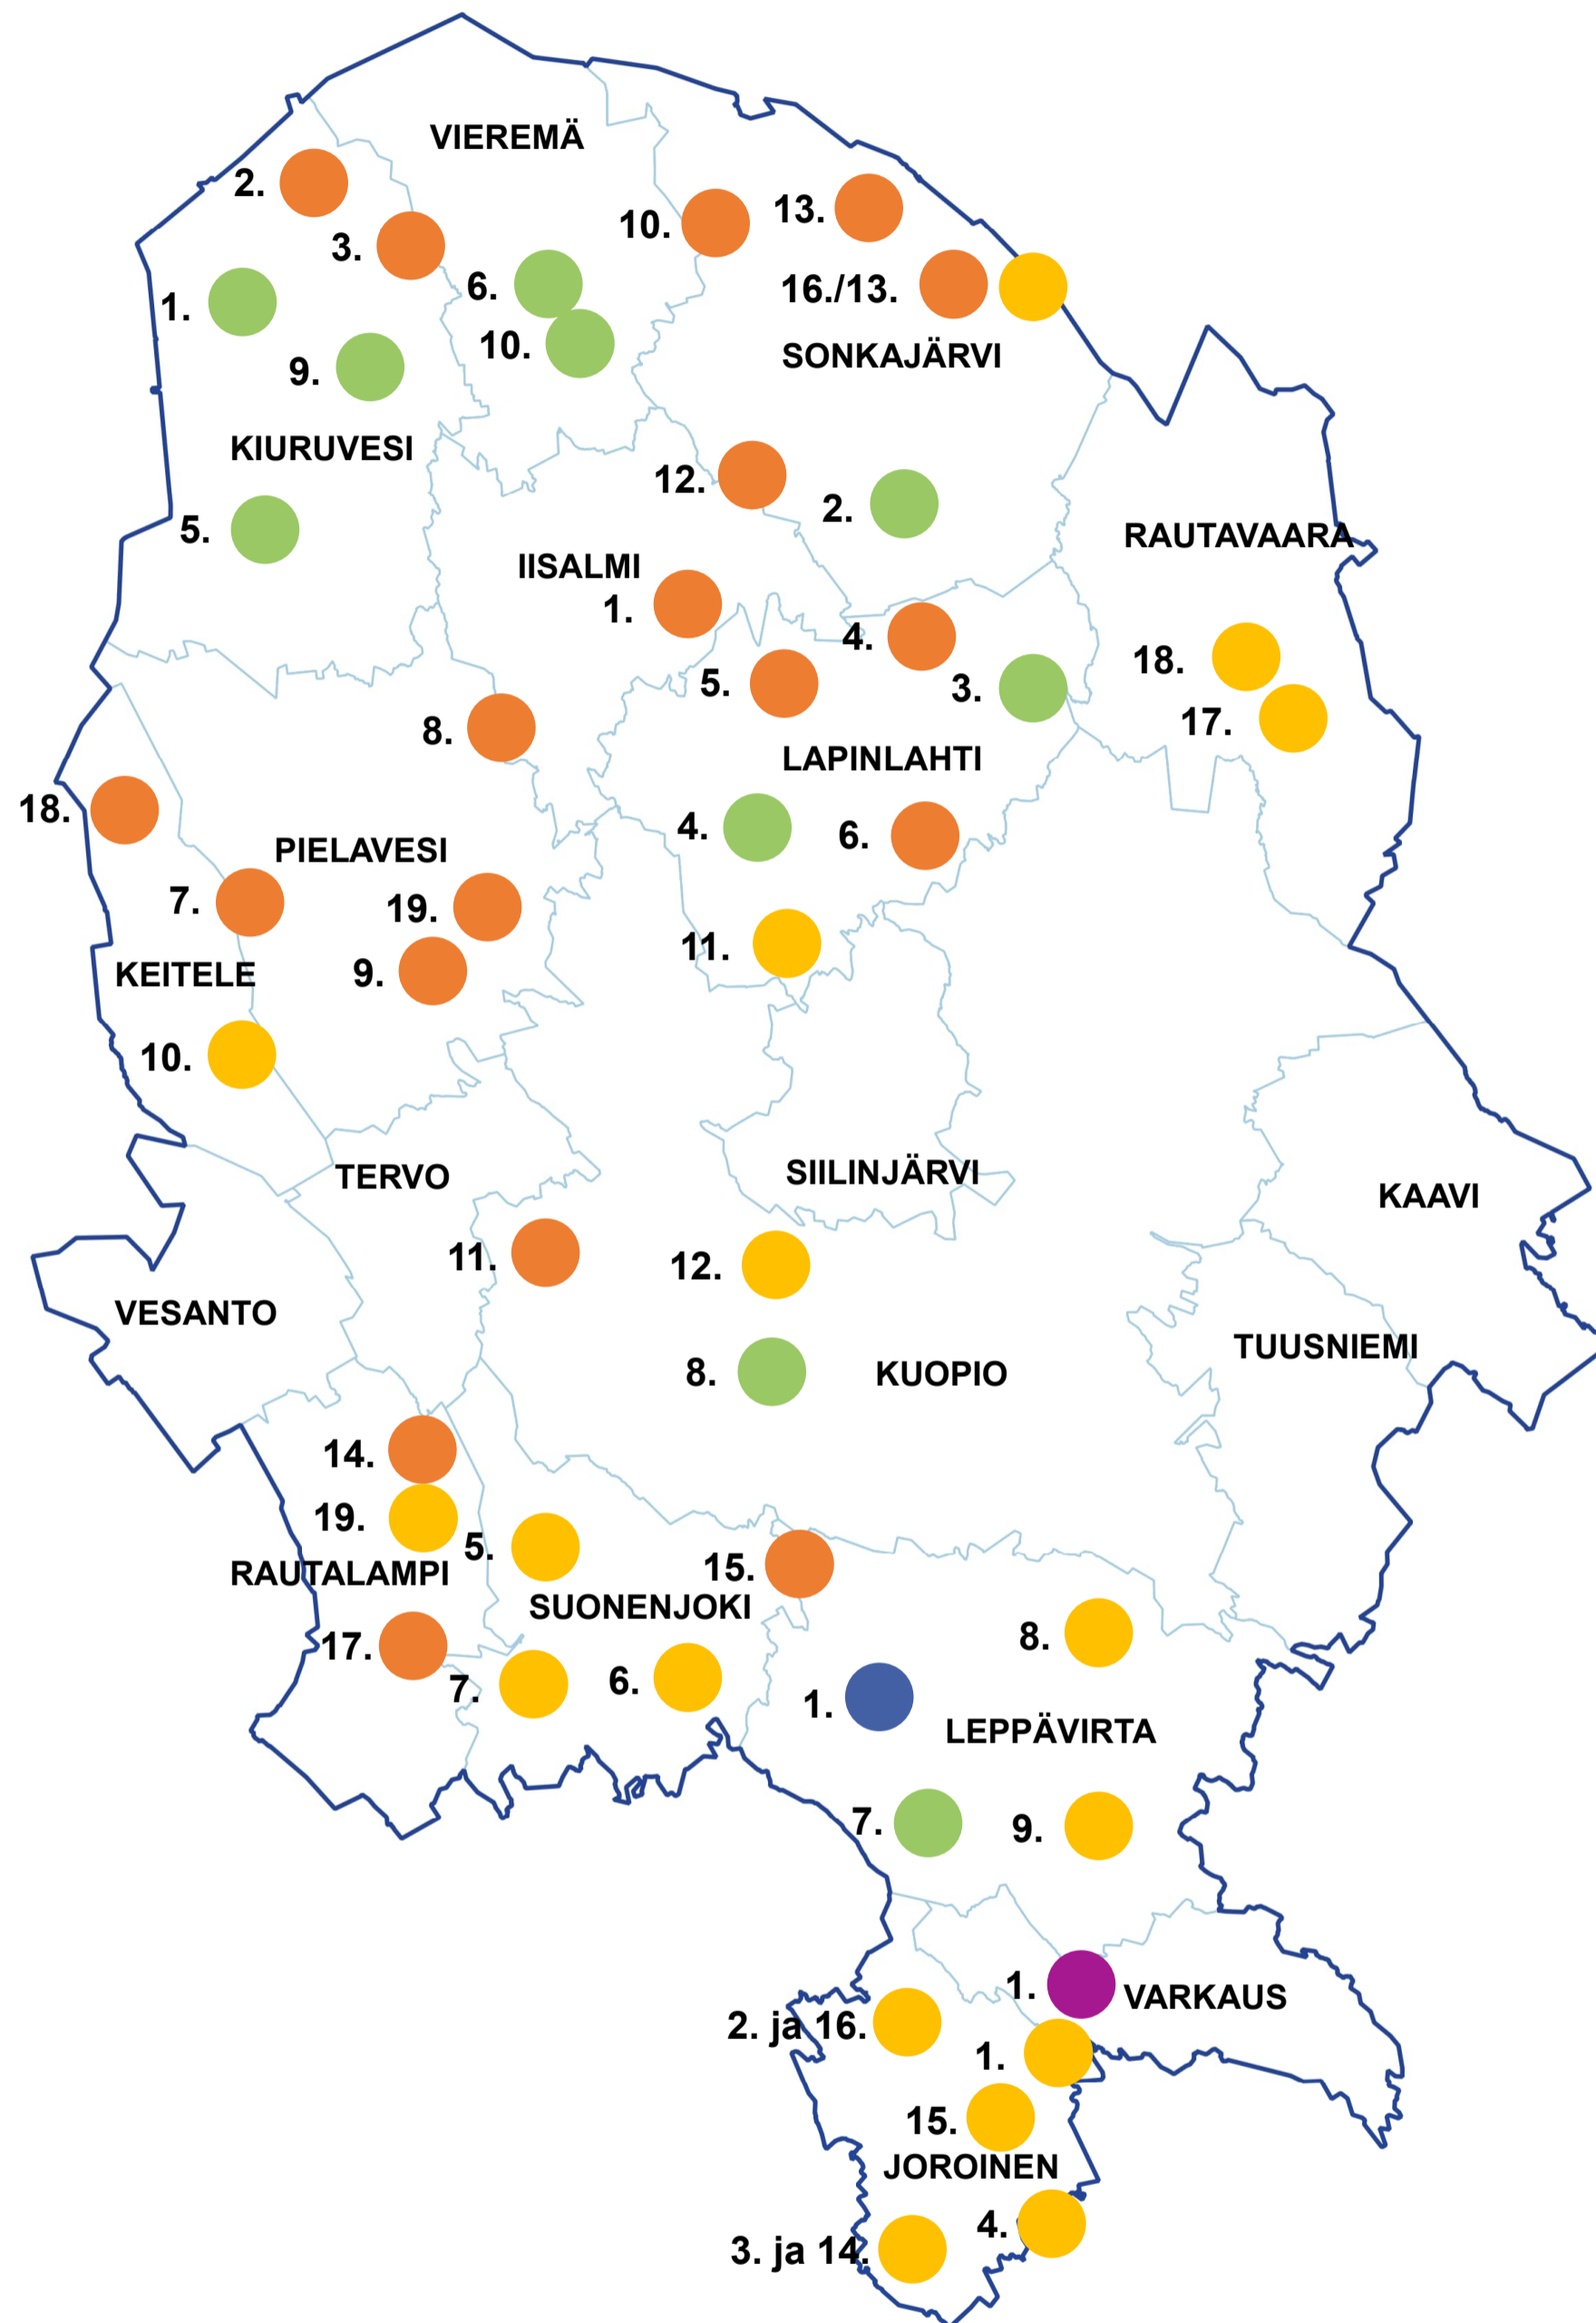 VIEREMÄ
2.
13.
10.
3.
6.
16./13.
1.
10.
SONKAJÄRVI
9.
KIURUVESI
12.
2.
5.
RAUTAVAARA
IISALMI
1.
4.
18.
5.
3.
17.
8.
LAPINLAHTI
18.
4.
6.
PIELAVESI
7.
19.
11.
KEITELE
9.
10.
SIILINJÄRVI
TERVO
KAAVI
11.
12.
VESANTO
TUUSNIEMI
8.
KUOPIO
14.
19.
5.
15.
RAUTALAMPI
SUONENJOKI
8.
17.
6.
7.
1.
LEPPÄVIRTA
7.
9.
1.
VARKAUS
2. ja 16.
1.
15.
JOROINEN
4.
3. ja 14.